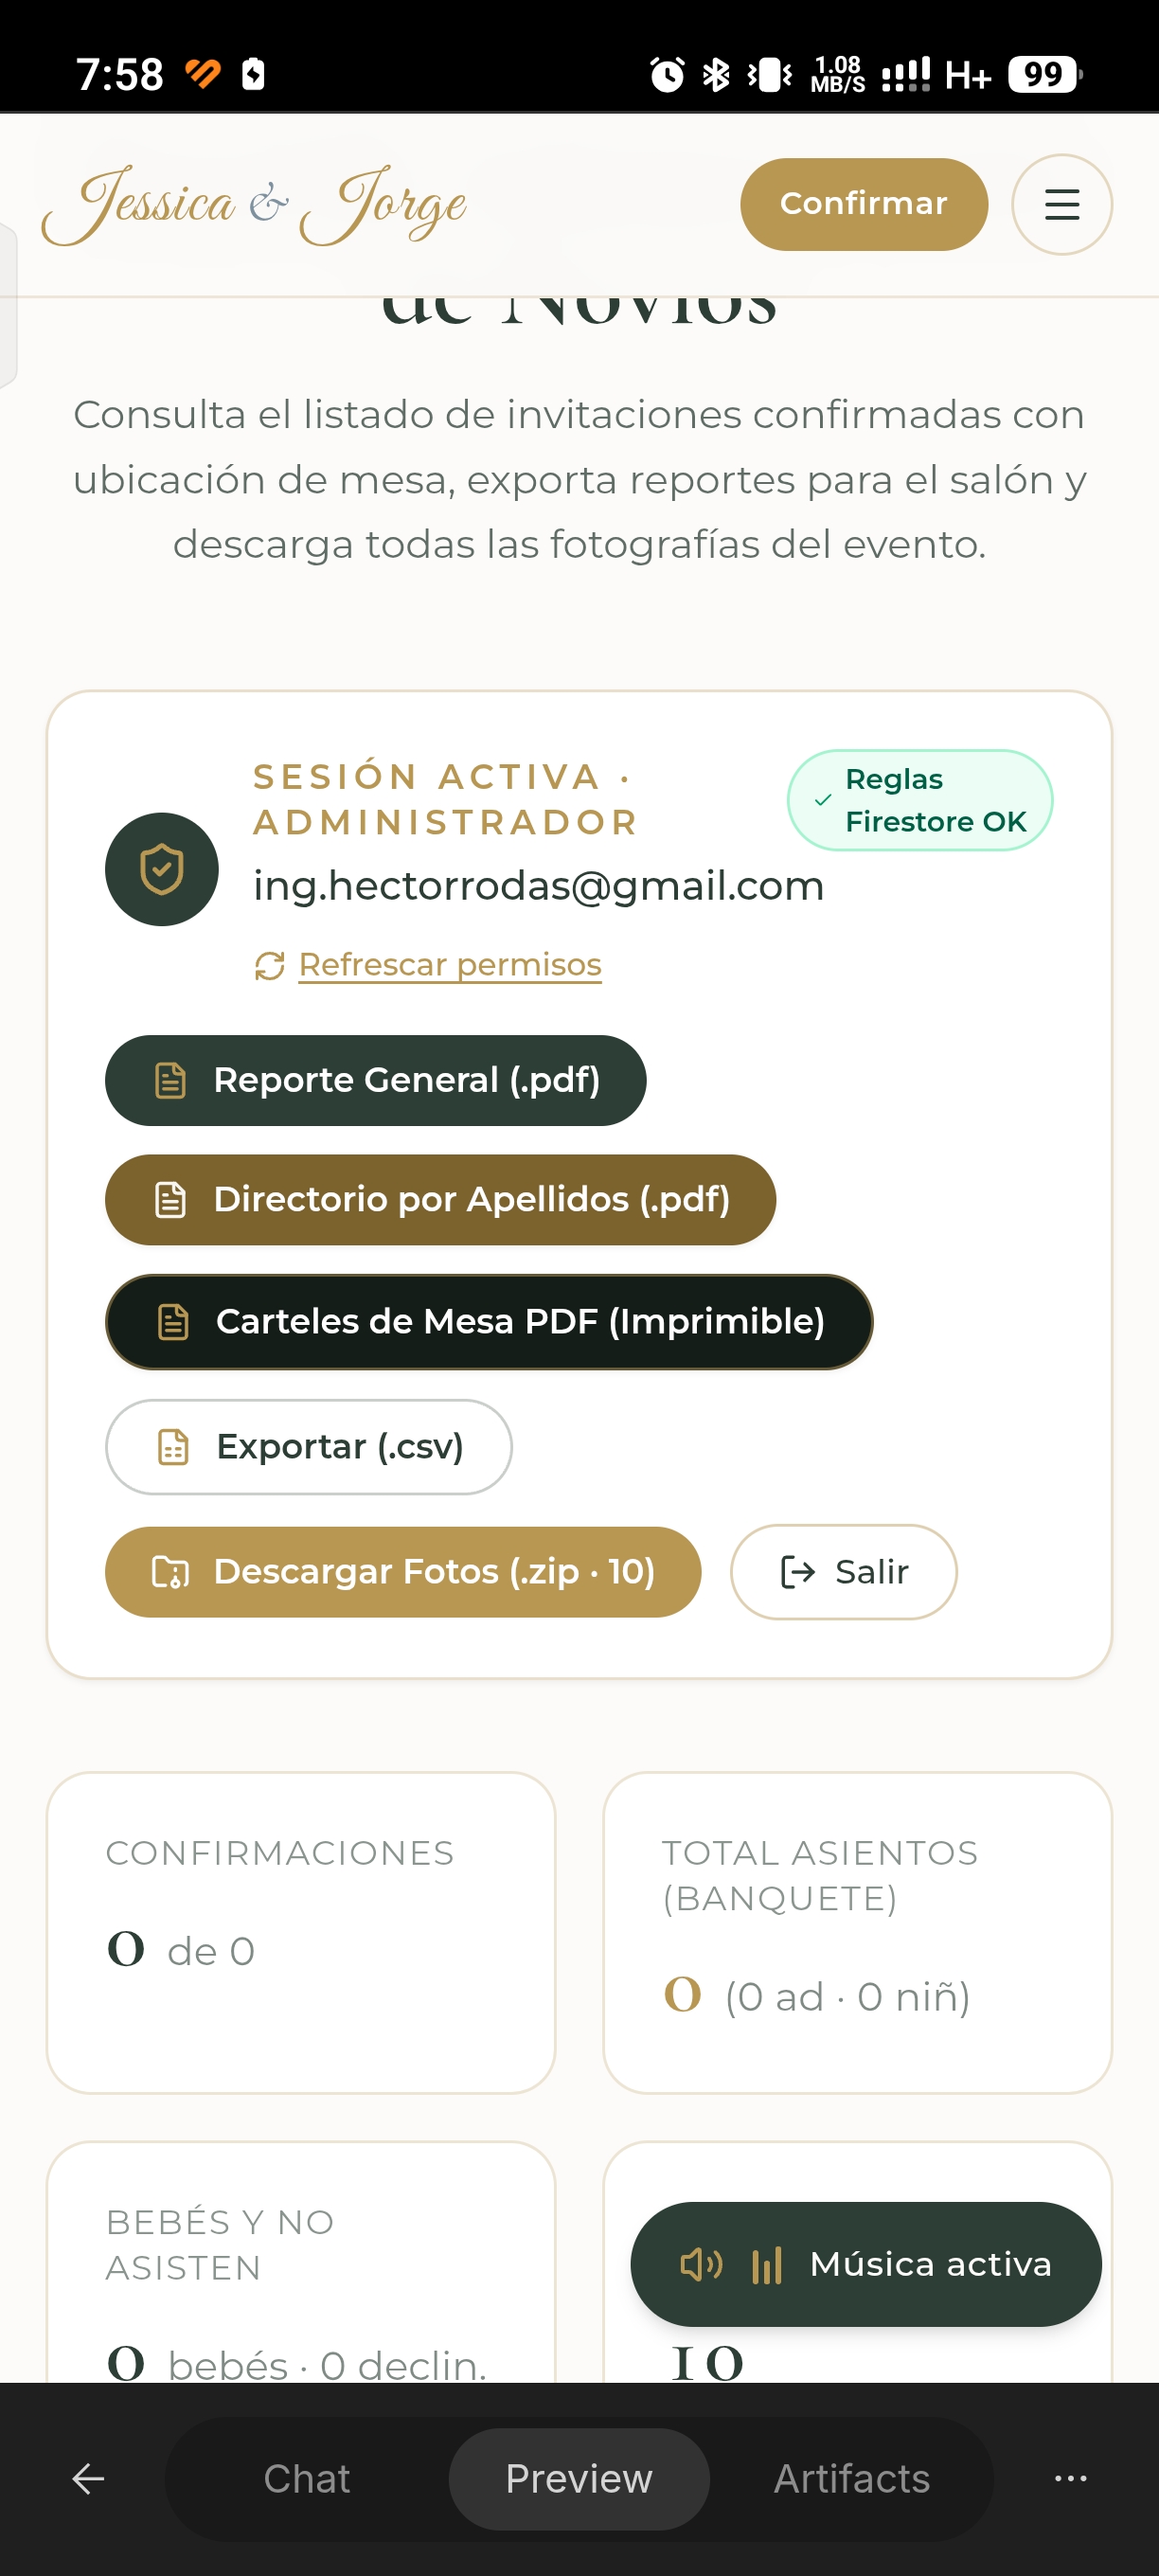 7:58
1.08
MB/S
H+
99
Jessica & Jorge
Confirmar
de Novios
Consulta el listado de invitaciones confirmadas con
ubicación de mesa, exporta reportes para el salón y
descarga todas las fotografías del evento.
SESIÓN ACTIVA ·
ADMINISTRADOR
Reglas
Firestore OK
ing.hectorrodas@gmail.com
Refrescar permisos
Reporte General (.pdf)
Directorio por Apellidos (.pdf)
Carteles de Mesa PDF (Imprimible)
Exportar (.csv)
Descargar Fotos (.zip · 10)
Salir
CONFIRMACIONES
0 de 0
TOTAL ASIENTOS
(BANQUETE)
0 (0 ad · 0 niñ)
BEBÉS Y NO
ASISTEN
0 bebés · 0 declin.
Música activa
10
Chat
Preview
Artifacts